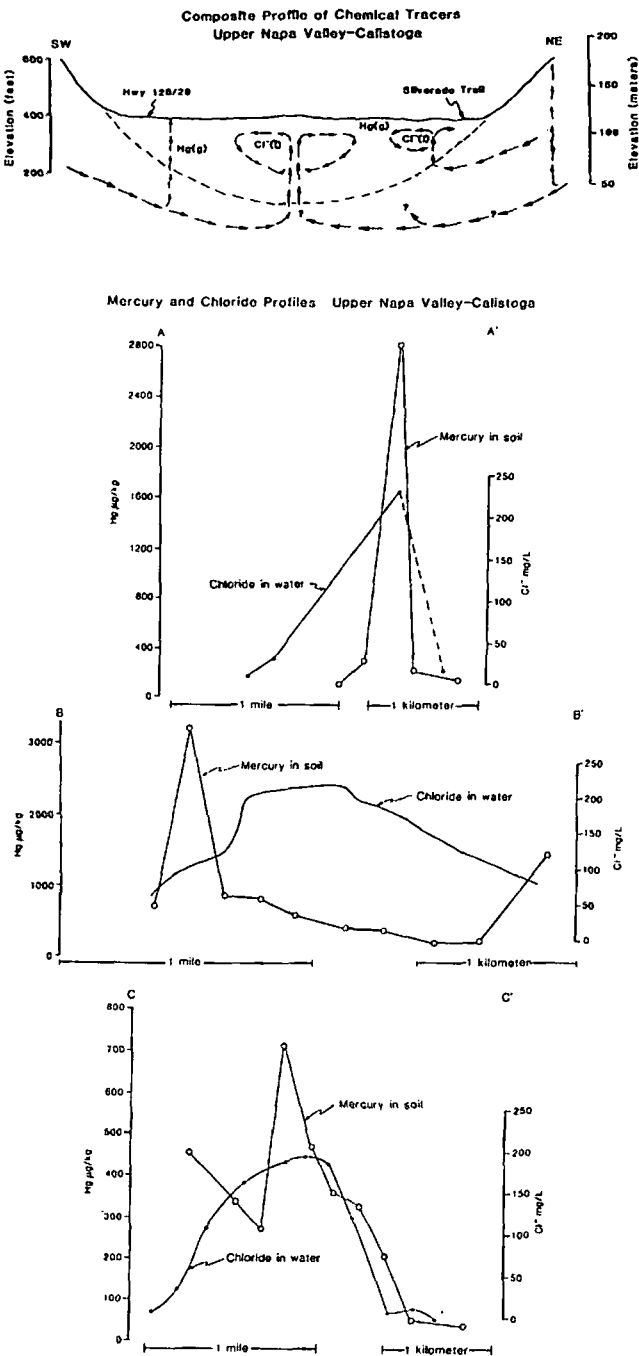 Composite Profile of Chemical Tracers
Upper Napa Valley-Calistoga
SW
NE
600
400
200
Elevation (feet)
200
150
100
50
Elevation (meters)
Hwy 128/29
Silverado Trail
Hg(g)
Cl⁻(l)
Hg(g)
Cl⁻(l)
?
?
?
Mercury and Chloride Profiles Upper Napa Valley-Calistoga
A
A'
2800
2400
1600
1200
800
400
0
Hg µg/kg
250
200
150
100
50
0
Cl⁻ mg/L
Mercury in soil
Chloride in water
1 mile
1 kilometer
B
B'
3000
2000
1000
0
Hg µg/kg
250
200
150
100
50
0
Cl⁻ mg/L
Mercury in soil
Chloride in water
1 mile
1 kilometer
C
C'
800
700
600
500
400
300
200
100
0
Hg µg/kg
250
200
150
100
50
0
Cl⁻ mg/L
Mercury in soil
Chloride in water
1 mile
1 kilometer